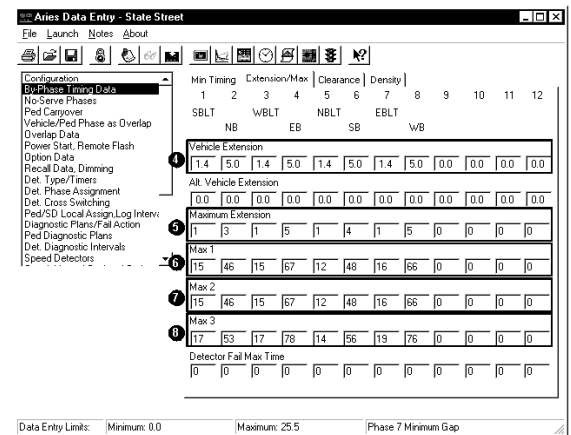 Aries Data Entry - State Street
File Launch Notes About
Configuration
By-Phase Timing Data
No-Serve Phases
Ped Carryover
Vehicle/Ped Phase as Overlap
Overlap Data
Power Start, Remote Flash
Option Data
Recall Data, Dimming
Det. Type/Timers
Det. Phase Assignment
Det. Cross Switching
Ped/SD Local Assign,Log Interva
Diagnostic Plans/Fail Action
Ped Diagnostic Plans
Det. Diagnostic Intervals
Speed Detectors
Min Timing Extension/Max Clearance Density
1 2 3 4 5 6 7 8 9 10 11 12
SBLT WBLT NBLT EBLT
NB EB SB WB
Vehicle Extension
4 1.4 5.0 1.4 5.0 1.4 5.0 1.4 5.0 0.0 0.0 0.0 0.0
Alt. Vehicle Extension
0.0 0.0 0.0 0.0 0.0 0.0 0.0 0.0 0.0 0.0 0.0 0.0
Maximum Extension
5 1 3 1 5 1 4 1 5 0 0 0 0
Max 1
6 15 46 15 67 12 48 16 66 0 0 0 0
Max 2
7 15 46 15 67 12 48 16 66 0 0 0 0
Max 3
8 17 53 17 78 14 56 19 76 0 0 0 0
Detector Fail Max Time
0 0 0 0 0 0 0 0 0 0 0 0
Data Entry Limits: Minimum: 0.0 Maximum: 25.5 Phase 7 Minimum Gap